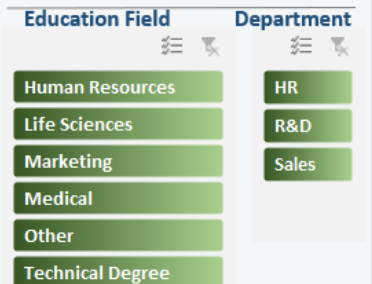 Education Field
Human Resources
Life Sciences
Marketing
Medical
Other
Technical Degree
Department
HR
R&D
Sales